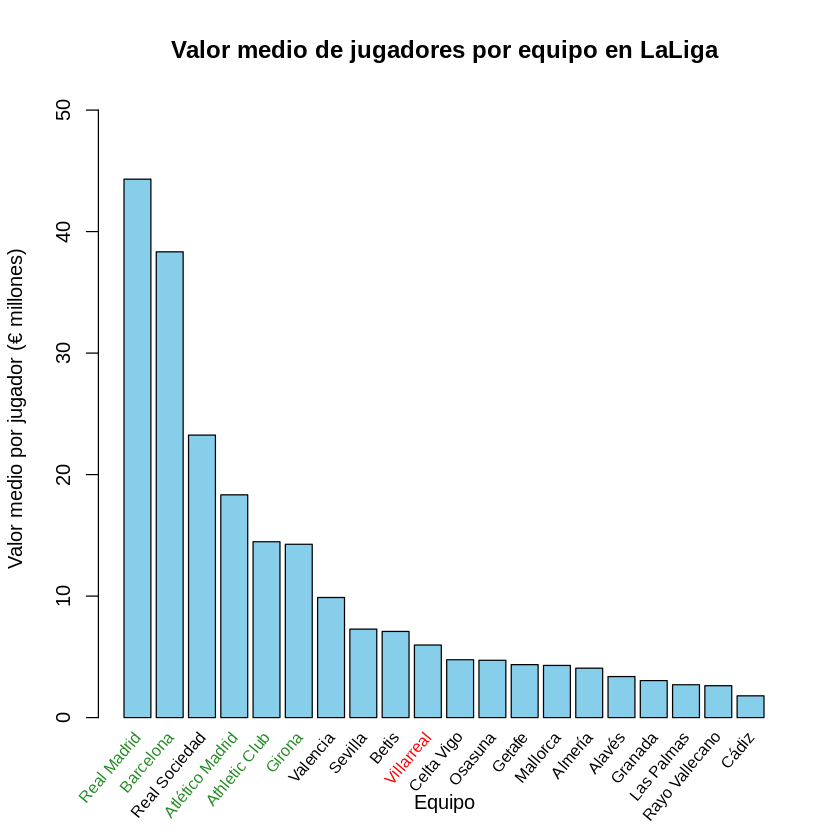 Valor medio de jugadores por equipo en LaLiga
Valor medio por jugador (€ millones)
50
40
30
20
10
0
Real Madrid
Barcelona
Real Sociedad
Atlético Madrid
Athletic Club
Girona
Valencia
Sevilla
Betis
Villarreal
Celta Vigo
Osasuna
Getafe
Mallorca
Almería
Alavés
Granada
Las Palmas
Rayo Vallecano
Cádiz
Equipo